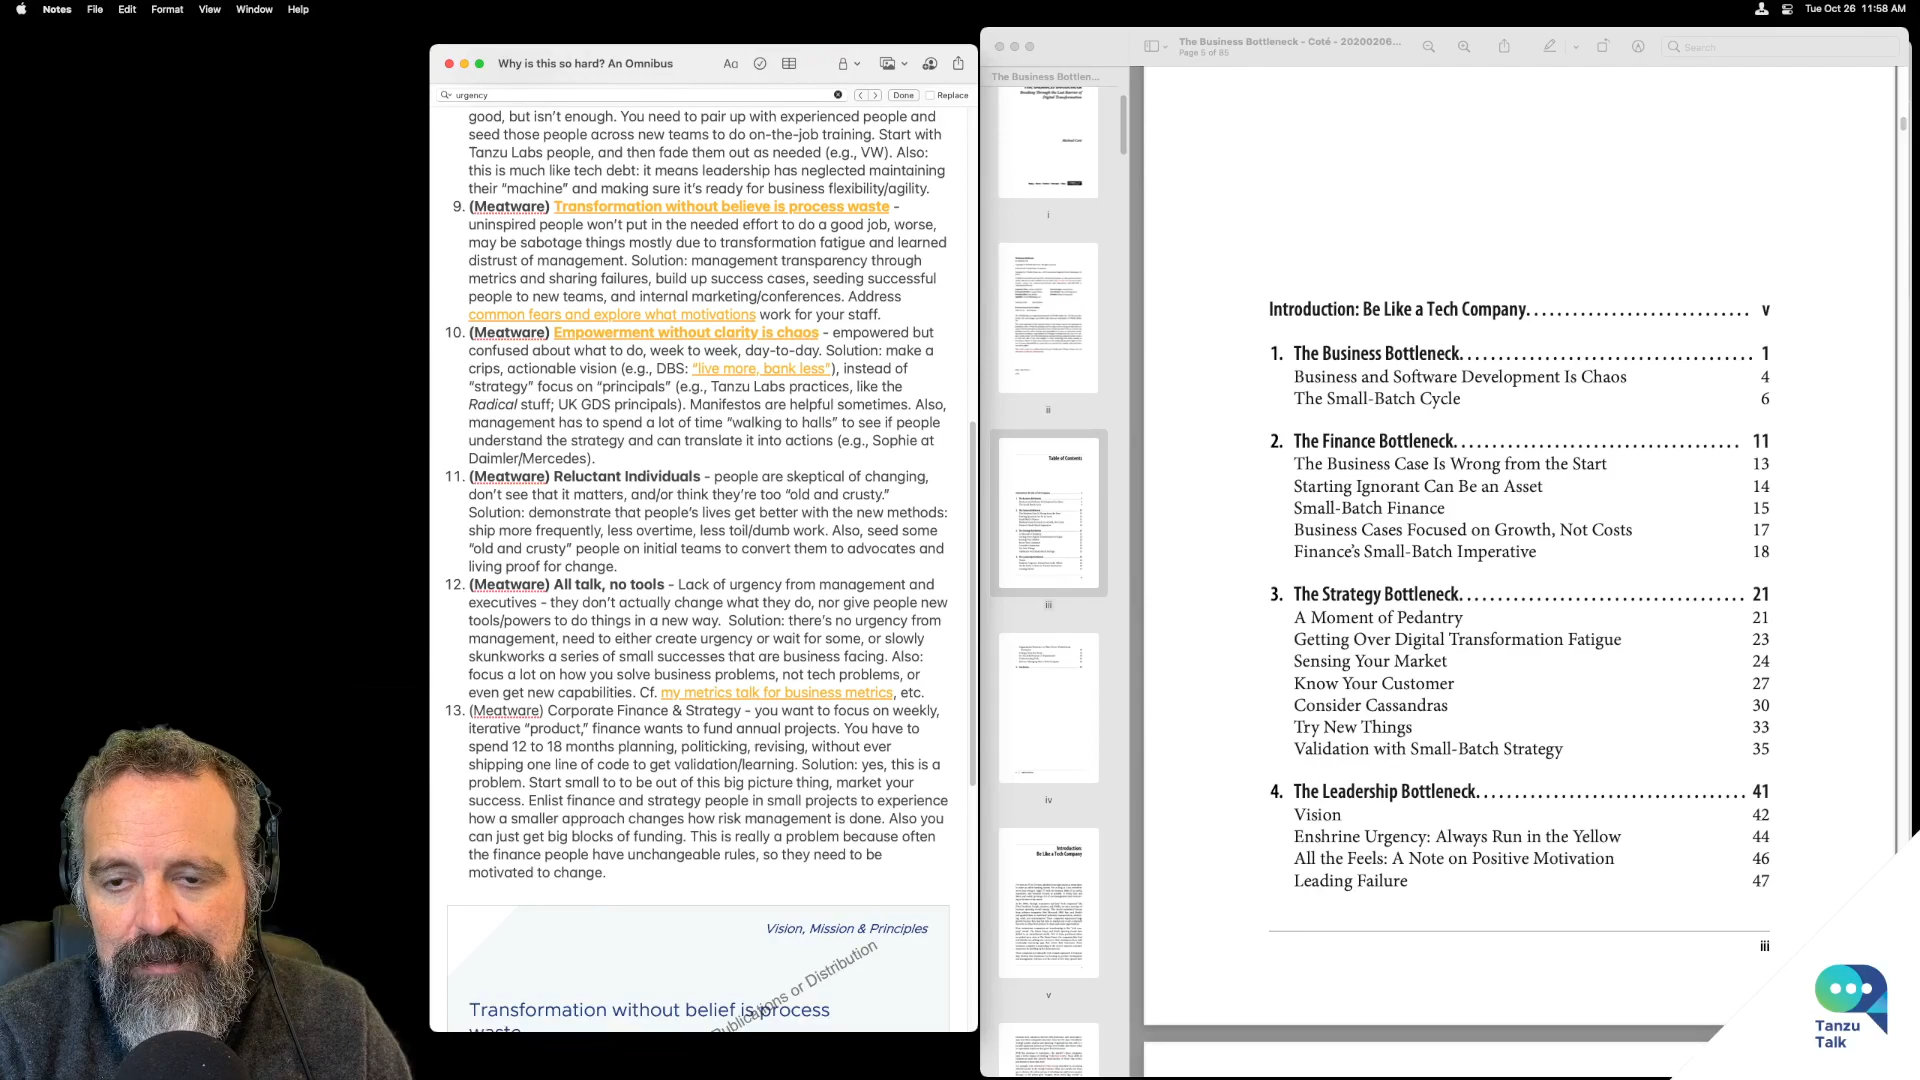 Notes File Edit Format View Window Help
Tue Oct 26 11:58 AM
Why is this so hard? An Omnibus
Aa
urgency
Done
Replace
good, but isn’t enough. You need to pair up with experienced people and
seed those people across new teams to do on-the-job training. Start with
Tanzu Labs people, and then fade them out as needed (e.g., VW). Also:
this is much like tech debt: it means leadership has neglected maintaining
their “machine” and making sure it’s ready for business flexibility/agility.
9. (Meatware) Transformation without believe is process waste -
uninspired people won’t put in the needed effort to do a good job, worse,
may be sabotage things mostly due to transformation fatigue and learned
distrust of management. Solution: management transparency through
metrics and sharing failures, build up success cases, seeding successful
people to new teams, and internal marketing/conferences. Address
common fears and explore what motivations work for your staff.
10. (Meatware) Empowerment without clarity is chaos - empowered but
confused about what to do, week to week, day-to-day. Solution: make a
crips, actionable vision (e.g., DBS: “live more, bank less”), instead of
“strategy” focus on “principals” (e.g., Tanzu Labs practices, like the
Radical stuff; UK GDS principals). Manifestos are helpful sometimes. Also,
management has to spend a lot of time “walking to halls” to see if people
understand the strategy and can translate it into actions (e.g., Sophie at
Daimler/Mercedes).
11. (Meatware) Reluctant Individuals - people are skeptical of changing,
don’t see that it matters, and/or think they’re too “old and crusty.”
Solution: demonstrate that people’s lives get better with the new methods:
ship more frequently, less overtime, less toil/dumb work. Also, seed some
“old and crusty” people on initial teams to convert them to advocates and
living proof for change.
12. (Meatware) All talk, no tools - Lack of urgency from management and
executives - they don’t actually change what they do, nor give people new
tools/powers to do things in a new way. Solution: there’s no urgency from
management, need to either create urgency or wait for some, or slowly
skunkworks a series of small successes that are business facing. Also:
focus a lot on how you solve business problems, not tech problems, or
even get new capabilities. Cf. my metrics talk for business metrics, etc.
13. (Meatware) Corporate Finance & Strategy - you want to focus on weekly,
iterative “product,” finance wants to fund annual projects. You have to
spend 12 to 18 months planning, politicking, revising, without ever
shipping one line of code to get validation/learning. Solution: yes, this is a
problem. Start small to to be out of this big picture thing, market your
success. Enlist finance and strategy people in small projects to experience
how a smaller approach changes how risk management is done. Also you
can just get big blocks of funding. This is really a problem because often
the finance people have unchangeable rules, so they need to be
motivated to change.
Vision, Mission & Principles
Publications or Distribution
Transformation without belief is process
waste
The Business Bottleneck - Coté - 20200206...
Page 5 of 85
Search
The Business Bottlen...
i
ii
Table of Contents
iii
iv
Introduction:
Be Like a Tech Company
v
Introduction: Be Like a Tech Company. . . . . . . . . . . . . . . . . . . . . . . . . . . . . v
1. The Business Bottleneck. . . . . . . . . . . . . . . . . . . . . . . . . . . . . . . . . . . . . . 1
Business and Software Development Is Chaos 4
The Small-Batch Cycle 6
2. The Finance Bottleneck. . . . . . . . . . . . . . . . . . . . . . . . . . . . . . . . . . . . . . 11
The Business Case Is Wrong from the Start 13
Starting Ignorant Can Be an Asset 14
Small-Batch Finance 15
Business Cases Focused on Growth, Not Costs 17
Finance’s Small-Batch Imperative 18
3. The Strategy Bottleneck. . . . . . . . . . . . . . . . . . . . . . . . . . . . . . . . . . . . . . 21
A Moment of Pedantry 21
Getting Over Digital Transformation Fatigue 23
Sensing Your Market 24
Know Your Customer 27
Consider Cassandras 30
Try New Things 33
Validation with Small-Batch Strategy 35
4. The Leadership Bottleneck. . . . . . . . . . . . . . . . . . . . . . . . . . . . . . . . . . . . 41
Vision 42
Enshrine Urgency: Always Run in the Yellow 44
All the Feels: A Note on Positive Motivation 46
Leading Failure 47
iii
Tanzu
Talk